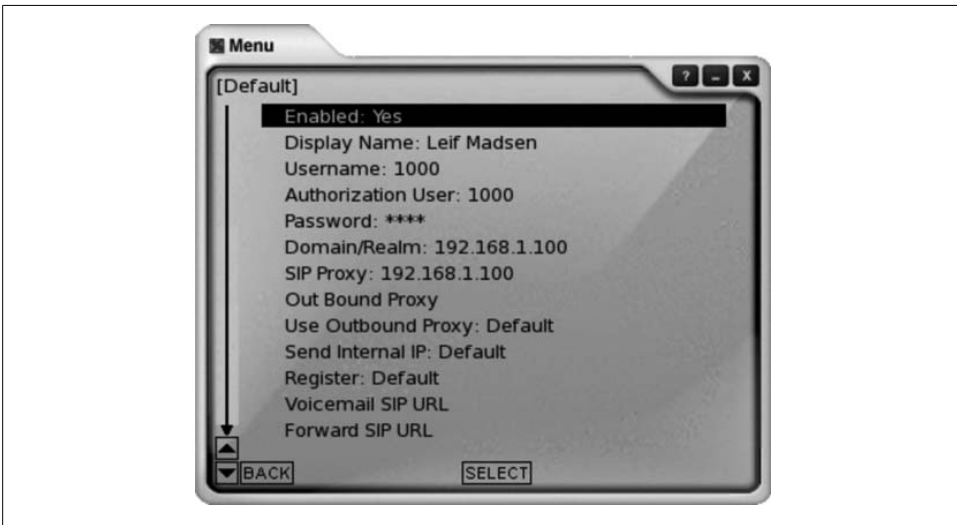 Menu
? - X
[Default]
Enabled: Yes
Display Name: Leif Madsen
Username: 1000
Authorization User: 1000
Password: ****
Domain/Realm: 192.168.1.100
SIP Proxy: 192.168.1.100
Out Bound Proxy
Use Outbound Proxy: Default
Send Internal IP: Default
Register: Default
Voicemail SIP URL
Forward SIP URL
BACK SELECT